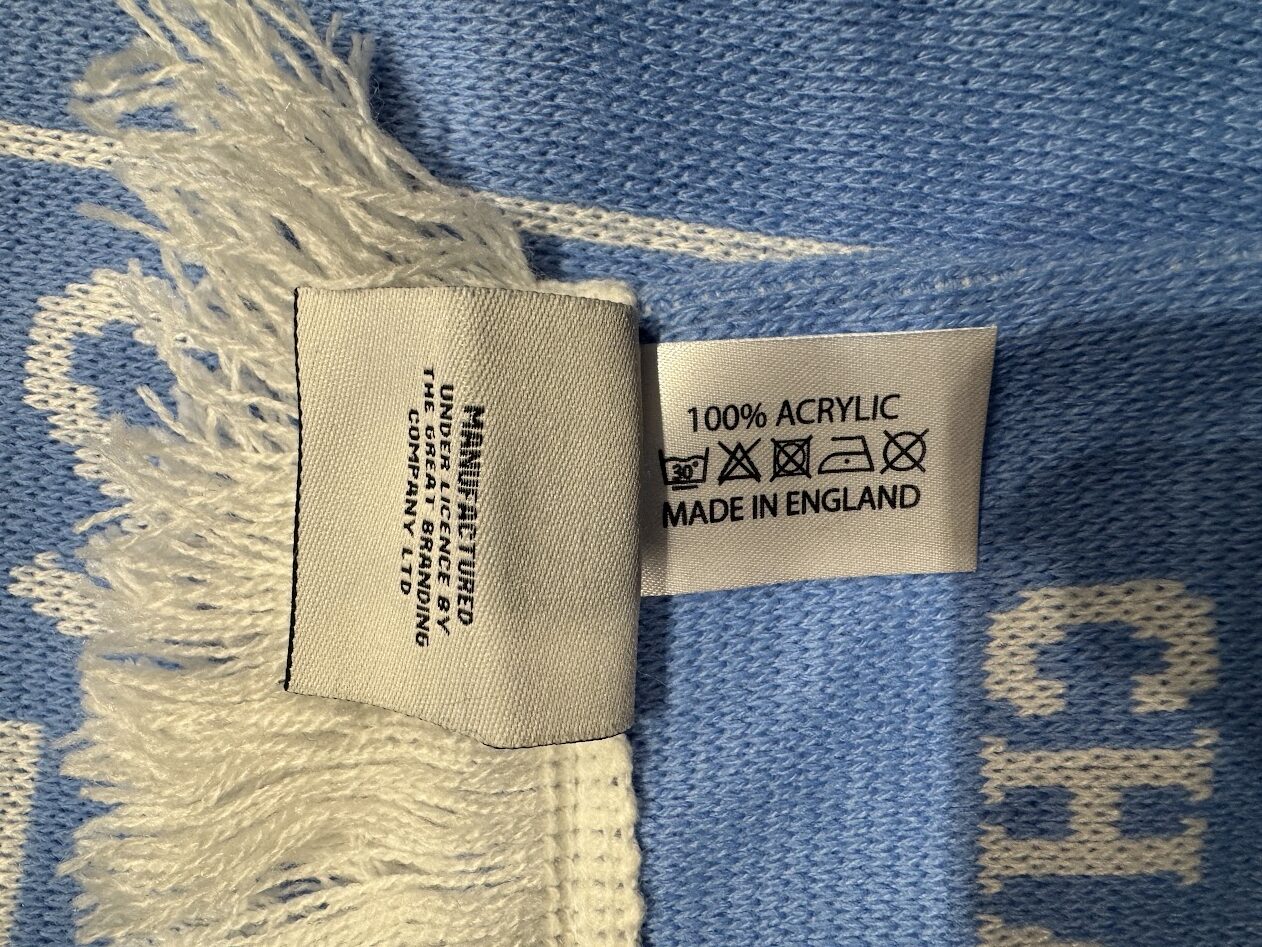 MANUFACTURED
UNDER LICENCE BY
THE GREAT BRANDING
COMPANY LTD
100% ACRYLIC
30°
MADE IN ENGLAND
CH